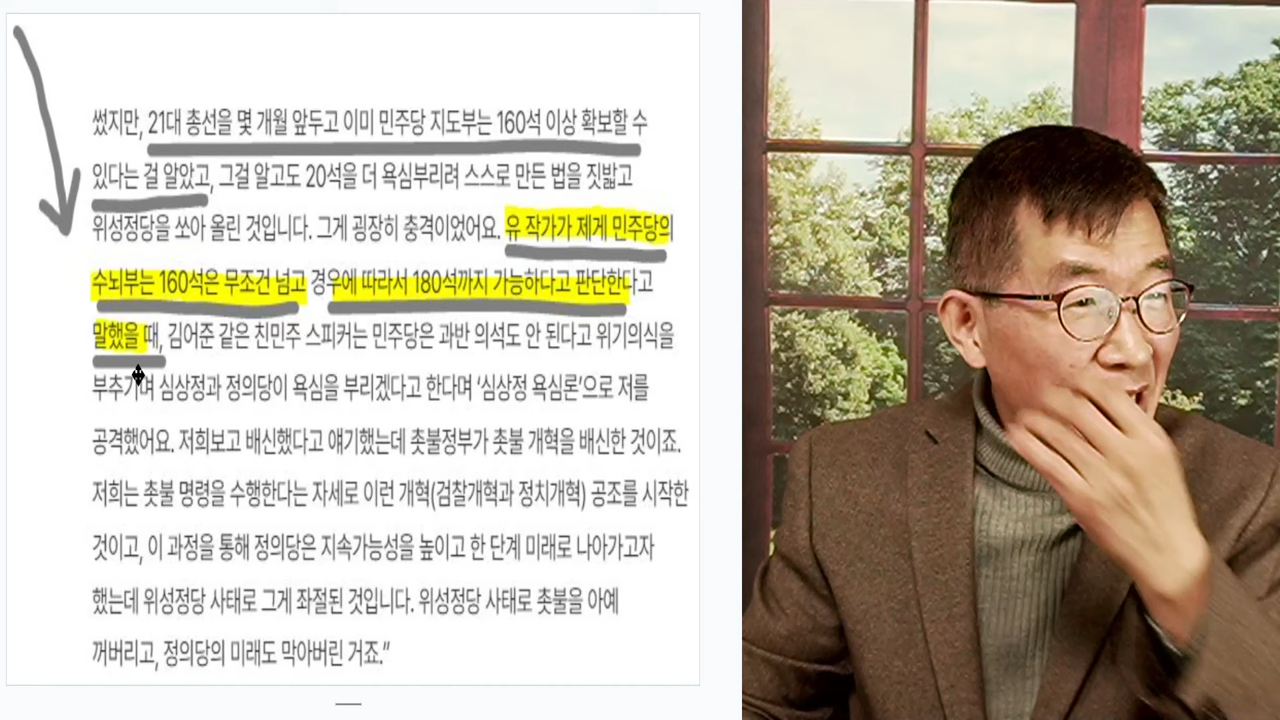 썼지만, 21대 총선을 몇 개월 앞두고 이미 민주당 지도부는 160석 이상 확보할 수
있다는 걸 알았고, 그걸 알고도 20석을 더 욕심부리려 스스로 만든 법을 짓밟고
위성정당을 쏘아 올린 것입니다. 그게 굉장히 충격이었어요. 유 작가가 제게 민주당의
수뇌부는 160석은 무조건 넘고 경우에 따라서 180석까지 가능하다고 판단한다고
말했을 때, 김어준 같은 친민주 스피커는 민주당은 과반 의석도 안 된다고 위기의식을
부추기며 심상정과 정의당이 욕심을 부리겠다고 한다며 ‘심상정 욕심론’으로 저를
공격했어요. 저희보고 배신했다고 얘기했는데 촛불정부가 촛불 개혁을 배신한 것이죠.
저희는 촛불 명령을 수행한다는 자세로 이런 개혁(검찰개혁과 정치개혁) 공조를 시작한
것이고, 이 과정을 통해 정의당은 지속가능성을 높이고 한 단계 미래로 나아가고자
했는데 위성정당 사태로 그게 좌절된 것입니다. 위성정당 사태로 촛불을 아예
꺼버리고, 정의당의 미래도 막아버린 거죠.”